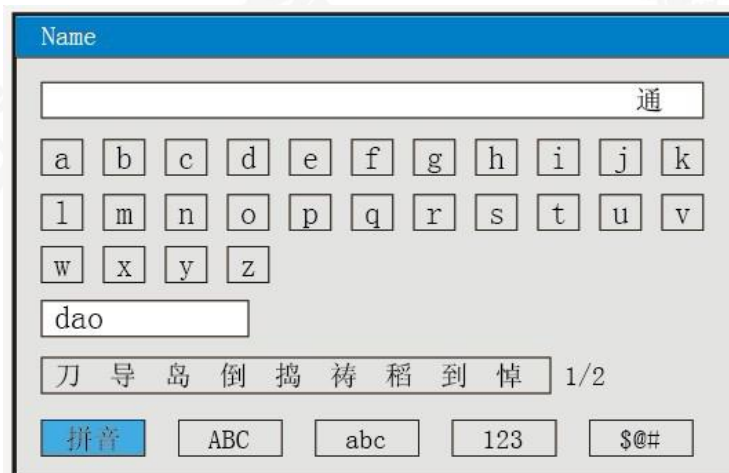 Name
通
a b c d e f g h i j k
l m n o p q r s t u v
w x y z
dao
刀 导 岛 倒 捣 祷 稻 到 悼 1/2
拼音 ABC abc 123 $@#